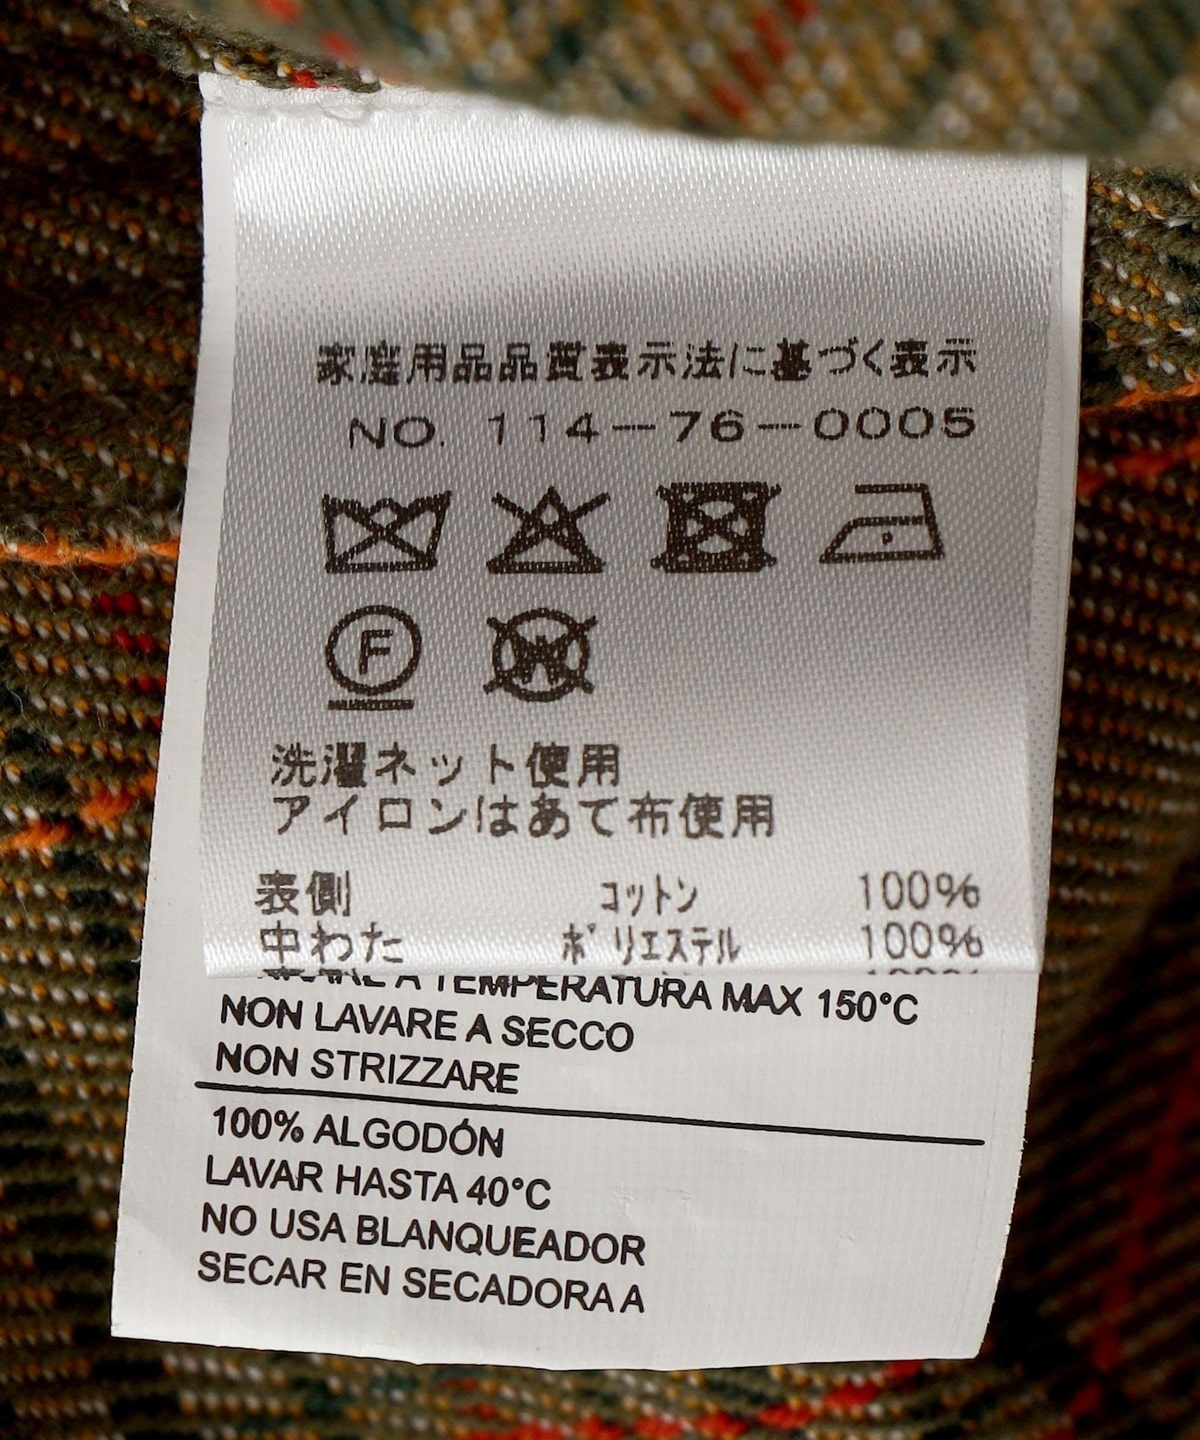 家庭用品品質表示法に基づく表示
NO. 114-76-0005
F
W
洗濯ネット使用
アイロンはあて布使用
表側 コットン 100%
中わた ポリエステル 100%
A TEMPERATURA MAX 150°C
NON LAVARE A SECCO
NON STRIZZARE
100% ALGODÓN
LAVAR HASTA 40°C
NO USA BLANQUEADOR
SECAR EN SECADORA A